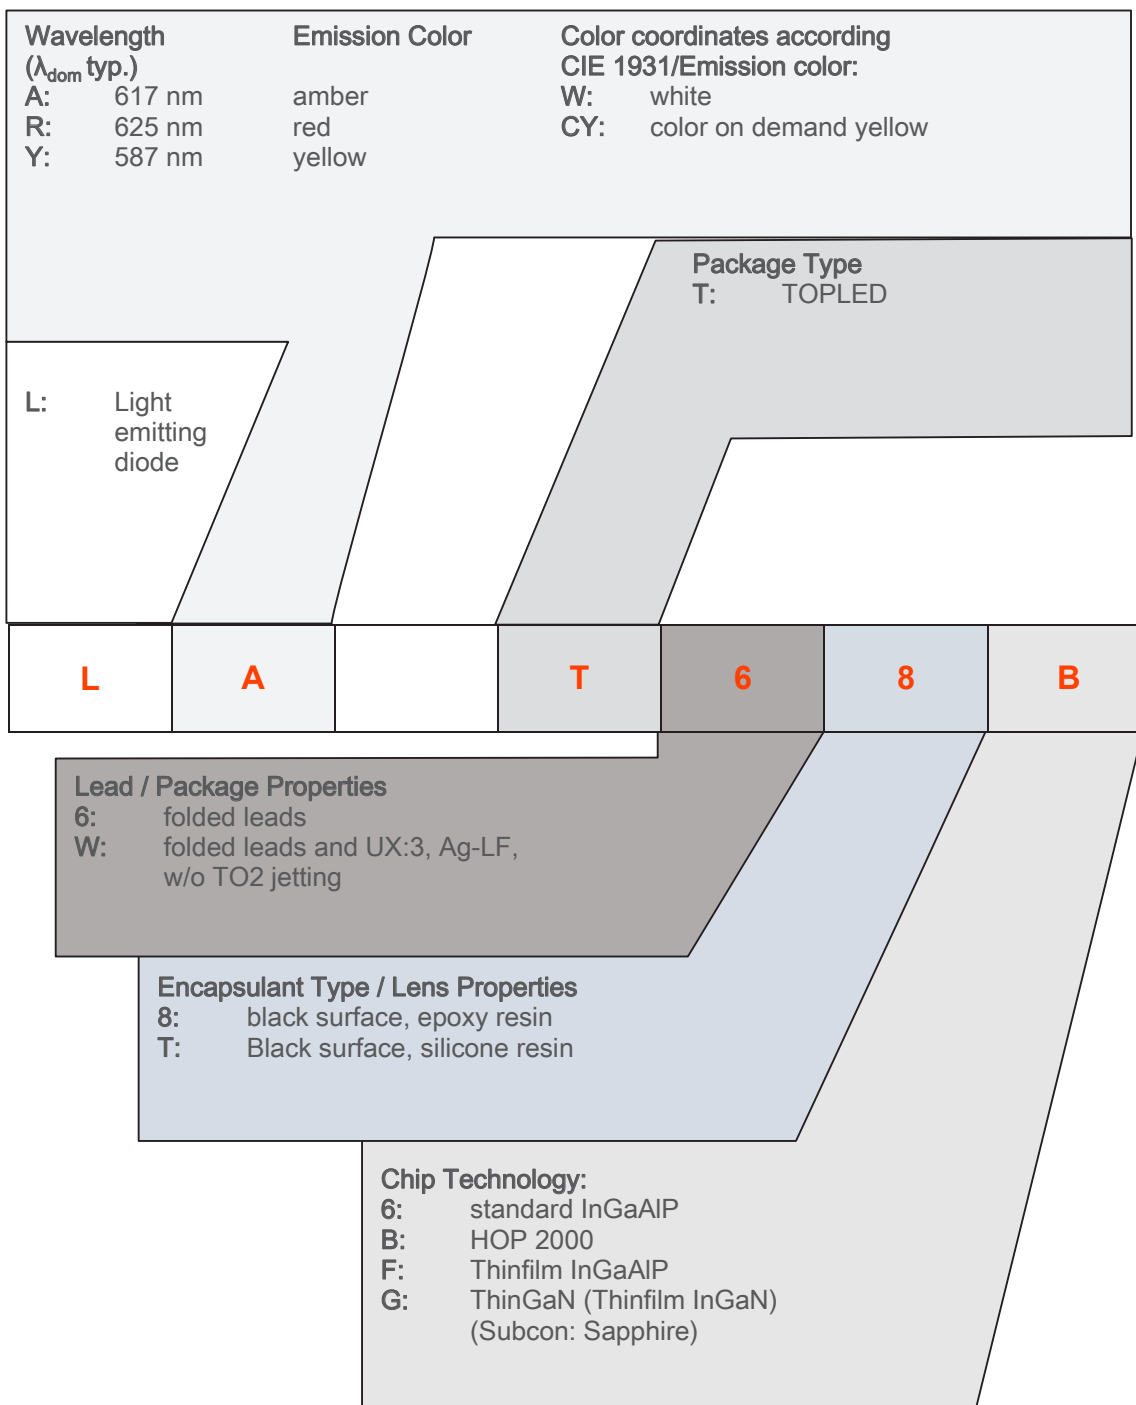 Wavelength Emission Color Color coordinates according
(λdom typ.) CIE 1931/Emission color:
A: 617 nm amber W: white
R: 625 nm red CY: color on demand yellow
Y: 587 nm yellow
Package Type
T: TOPLED
L: Light
emitting
diode
L A T 6 8 B
Lead / Package Properties
6: folded leads
W: folded leads and UX:3, Ag-LF,
w/o TO2 jetting
Encapsulant Type / Lens Properties
8: black surface, epoxy resin
T: Black surface, silicone resin
Chip Technology:
6: standard InGaAlP
B: HOP 2000
F: Thinfilm InGaAlP
G: ThinGaN (Thinfilm InGaN)
(Subcon: Sapphire)